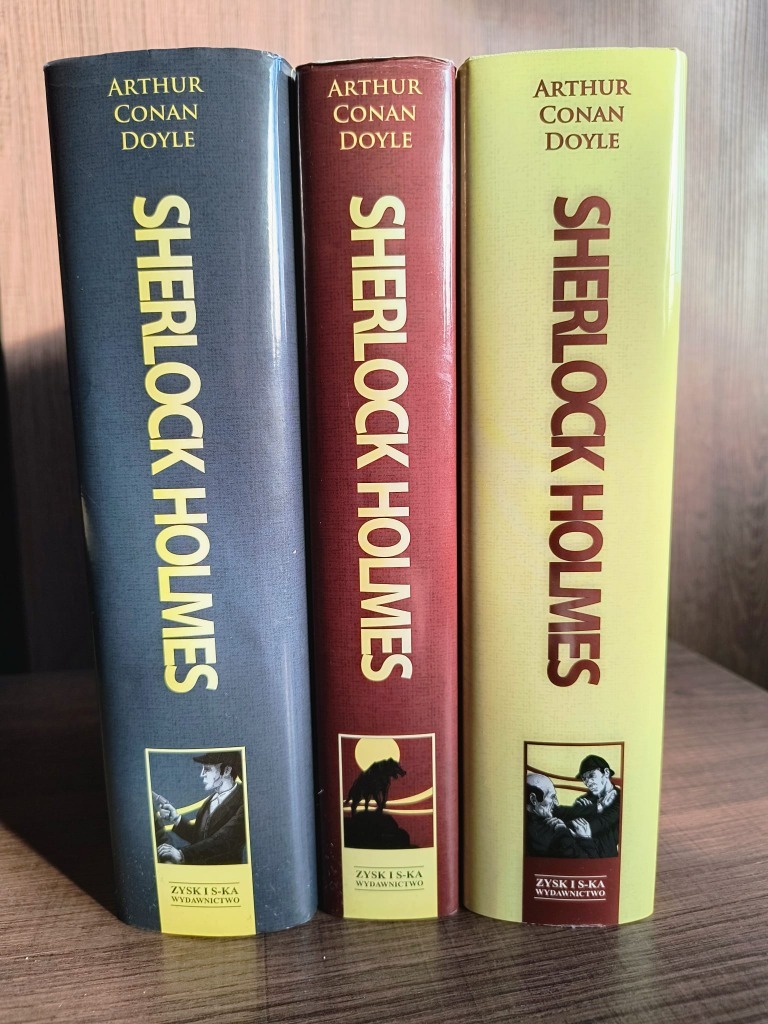 ARTHUR
CONAN
DOYLE
SHERLOCK HOLMES
ZYSK I S-KA
WYDAWNICTWO
ARTHUR
CONAN
DOYLE
SHERLOCK HOLMES
ZYSK I S-KA
WYDAWNICTWO
ARTHUR
CONAN
DOYLE
SHERLOCK HOLMES
ZYSK I S-KA
WYDAWNICTWO